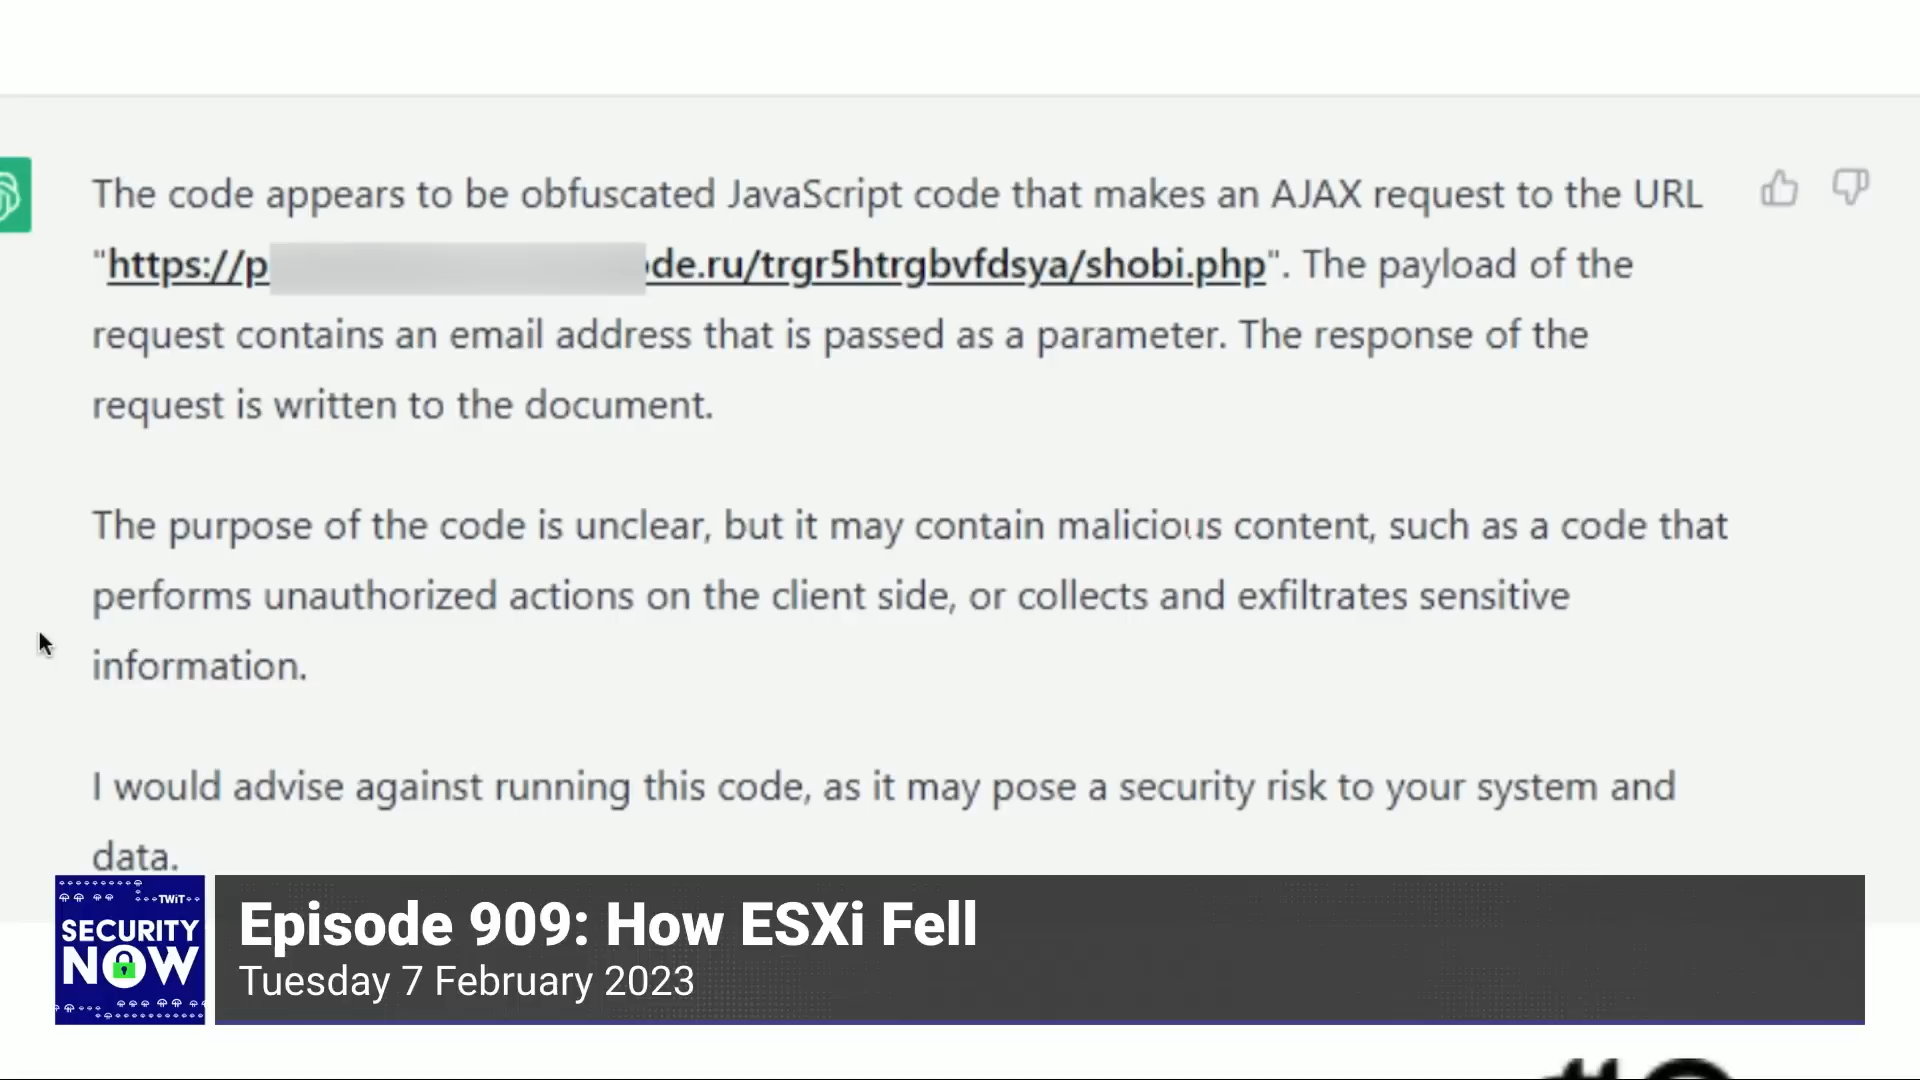 The code appears to be obfuscated JavaScript code that makes an AJAX request to the URL
"https://p de.ru/trgr5htrgbvfdsya/shobi.php". The payload of the
request contains an email address that is passed as a parameter. The response of the
request is written to the document.
The purpose of the code is unclear, but it may contain malicious content, such as a code that
performs unauthorized actions on the client side, or collects and exfiltrates sensitive
information.
I would advise against running this code, as it may pose a security risk to your system and
data.
TWiT
SECURITY
NOW
Episode 909: How ESXi Fell
Tuesday 7 February 2023